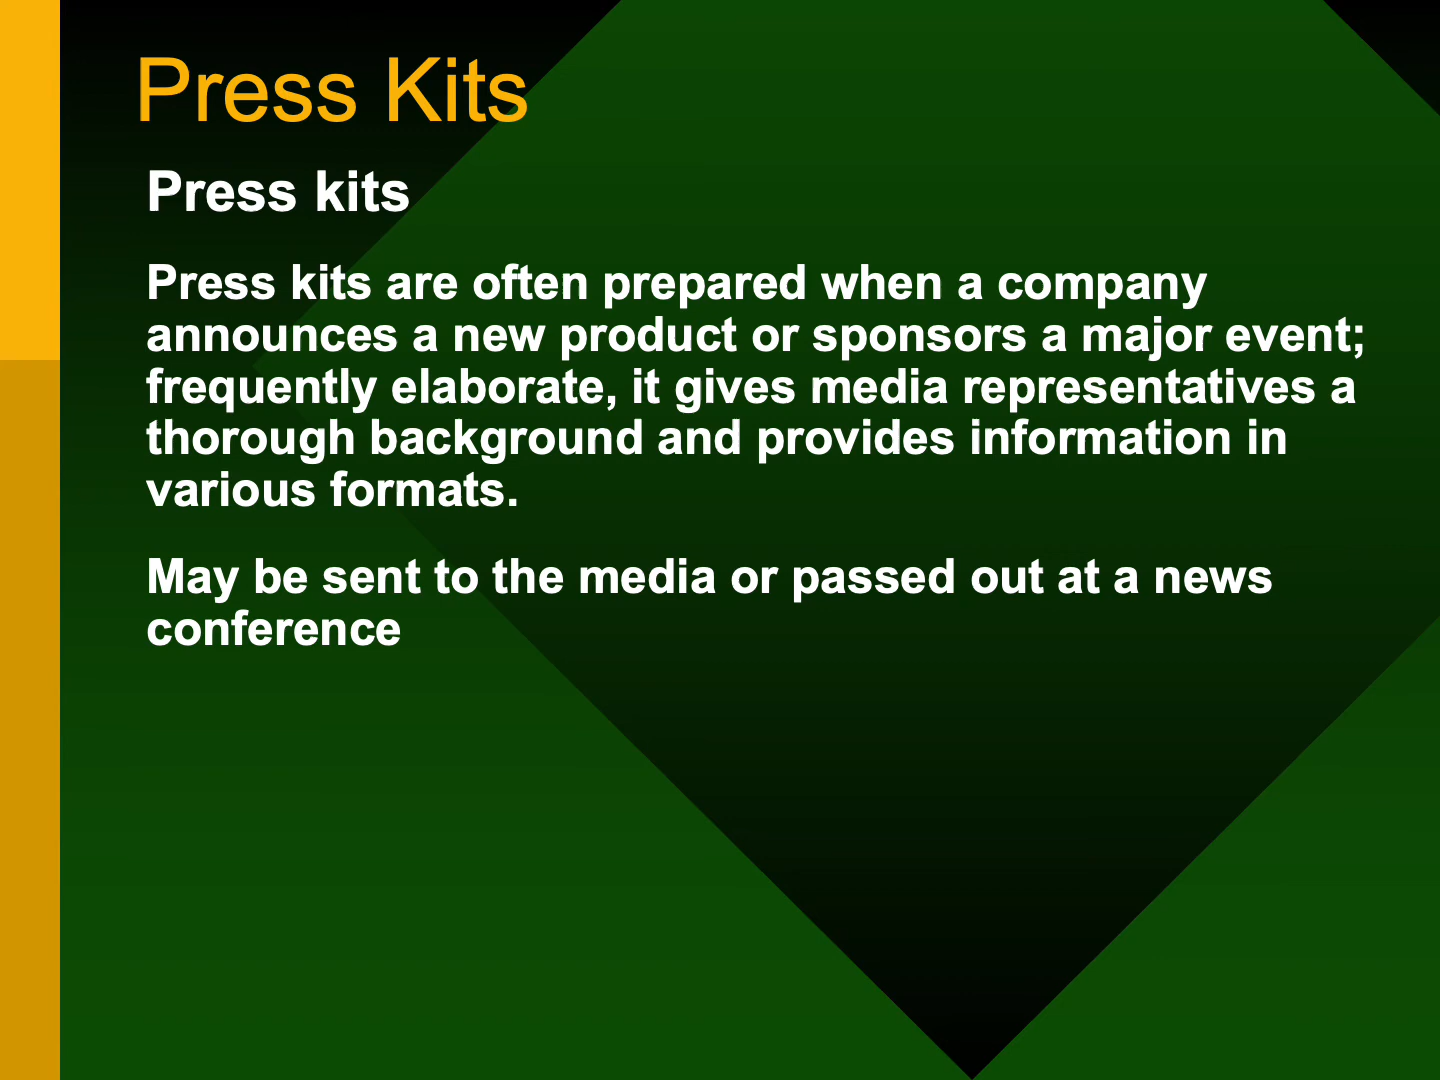 Press Kits
Press kits
Press kits are often prepared when a company
announces a new product or sponsors a major event;
frequently elaborate, it gives media representatives a
thorough background and provides information in
various formats.
May be sent to the media or passed out at a news
conference